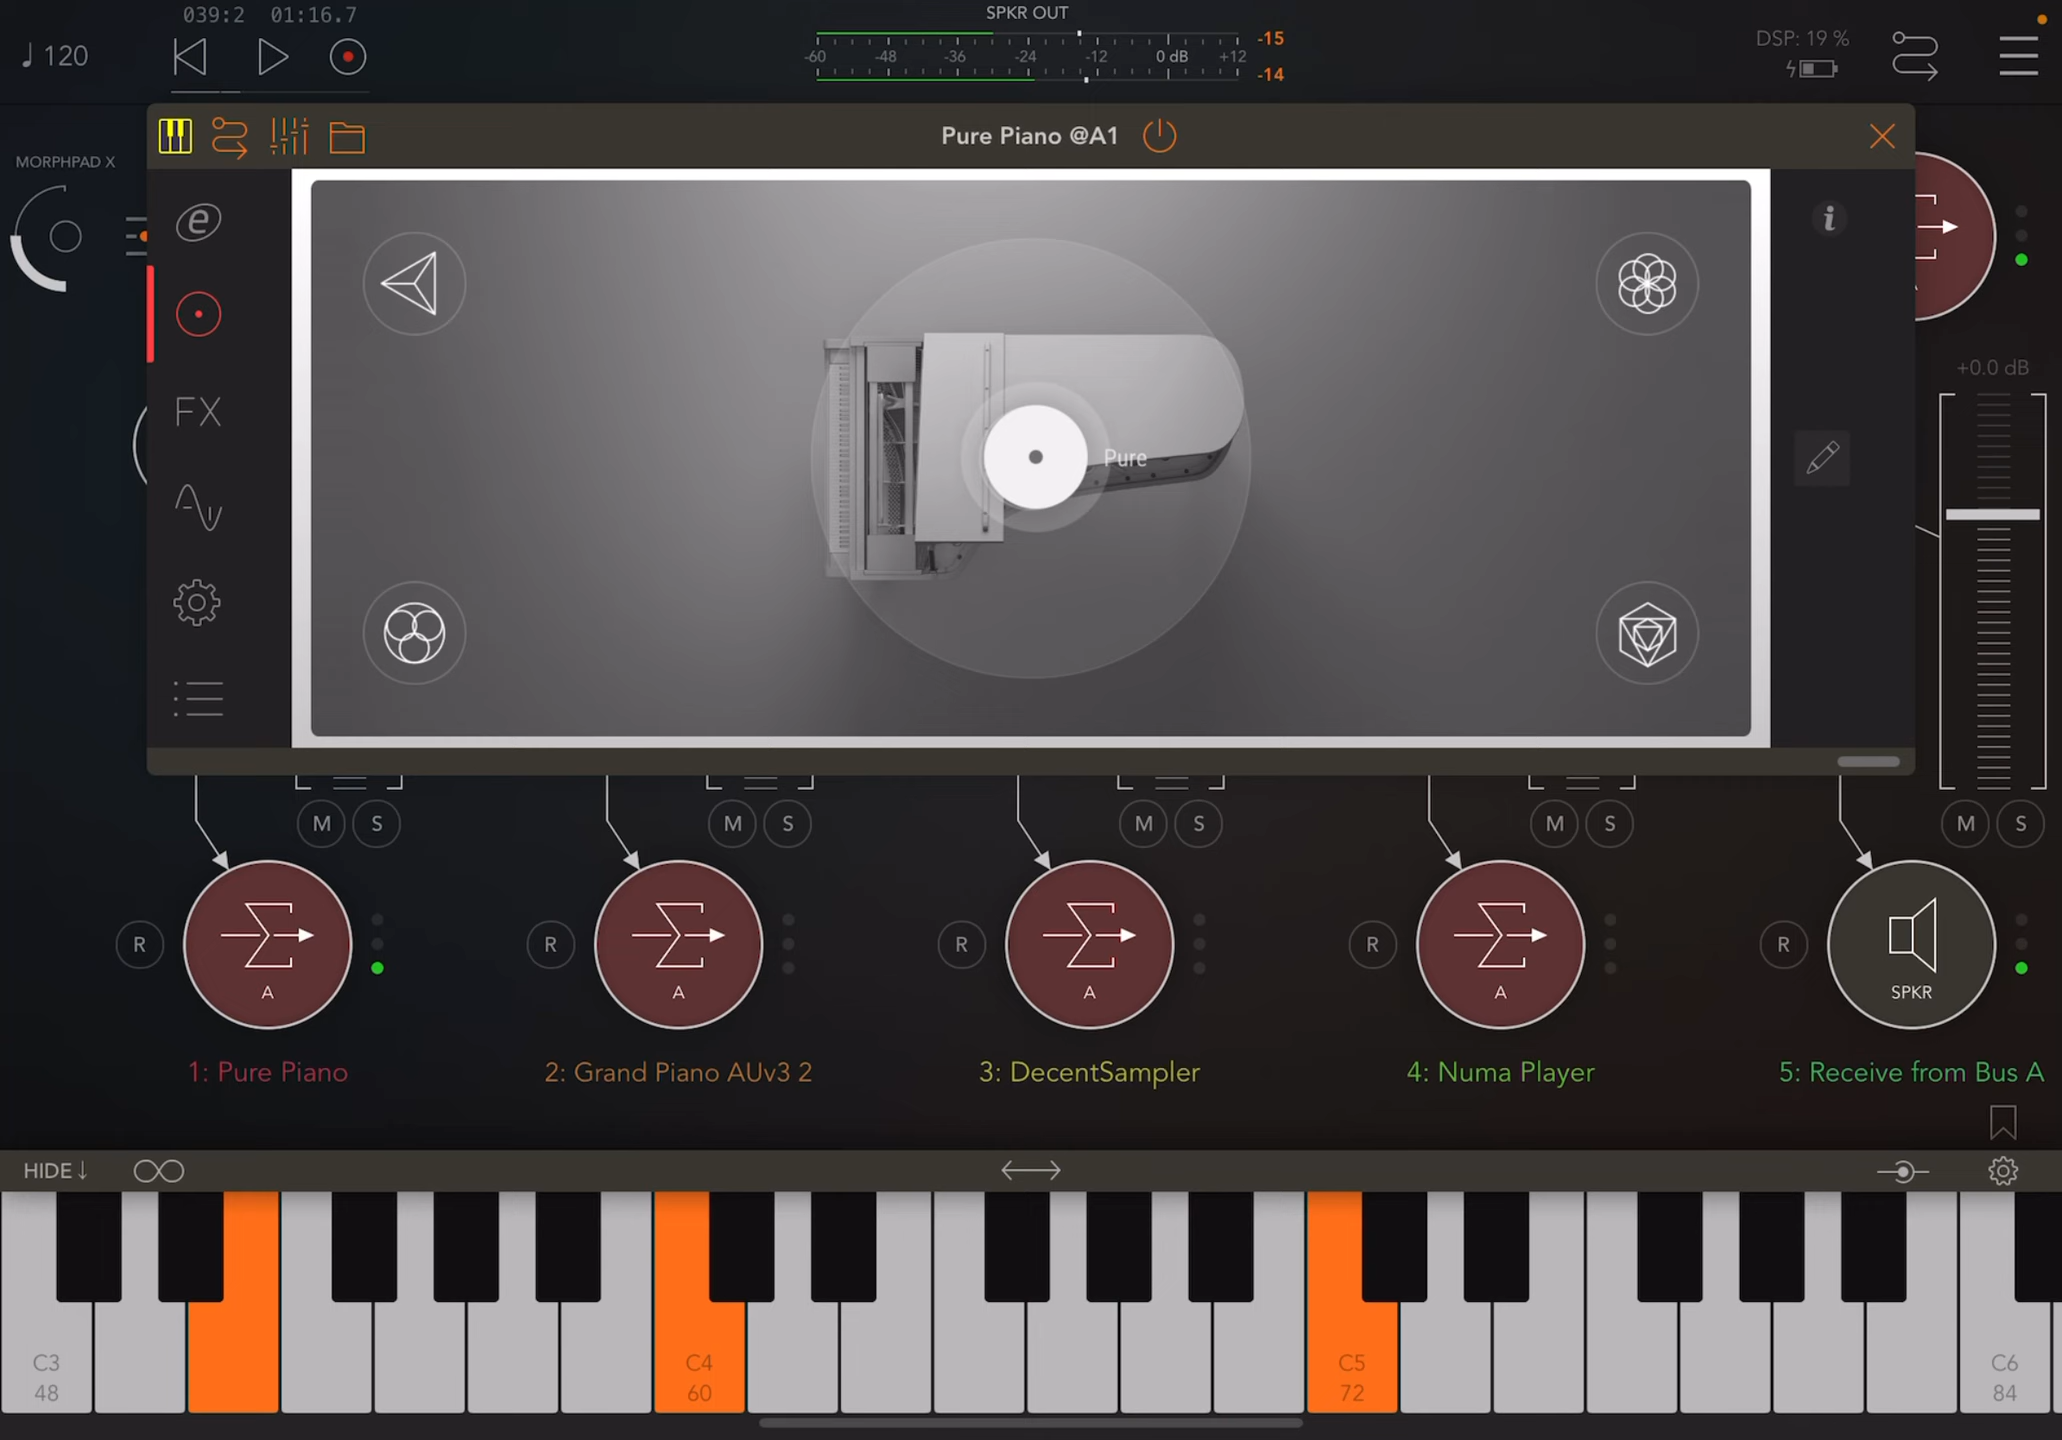 039:2 01:16.7
SPKR OUT
120
-15
-60 -48 -36 -24 -12 0 dB +12
-14
DSP: 19 %
Pure Piano @A1
MORPHPAD X
e
i
FX
+0.0 dB
Pure
M S M S M S M S M S
R R R R R
A A A A SPKR
1: Pure Piano 2: Grand Piano AUv3 2 3: DecentSampler 4: Numa Player 5: Receive from Bus A
HIDE↓
C3 C4 C5 C6
48 60 72 84